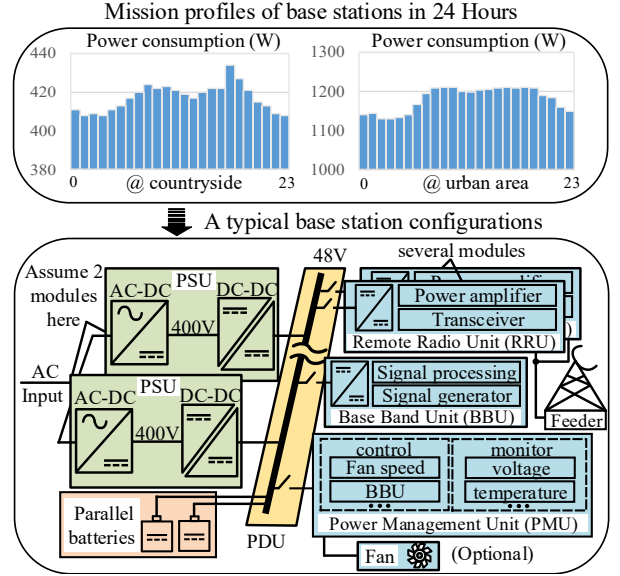 Mission profiles of base stations in 24 Hours
Power consumption (W)
440
420
400
380
0
@ countryside
23
Power consumption (W)
1300
1200
1100
1000
0
@ urban area
23
A typical base station configurations
Assume 2
modules
here
AC
Input
PSU
AC-DC
DC-DC
400V
PSU
AC-DC
DC-DC
400V
48V
PDU
Parallel
batteries
several modules
Power amplifier
Transceiver
Remote Radio Unit (RRU)
Feeder
Signal processing
Signal generator
Base Band Unit (BBU)
control
Fan speed
BBU
•••
monitor
voltage
temperature
•••
Power Management Unit (PMU)
Fan
(Optional)